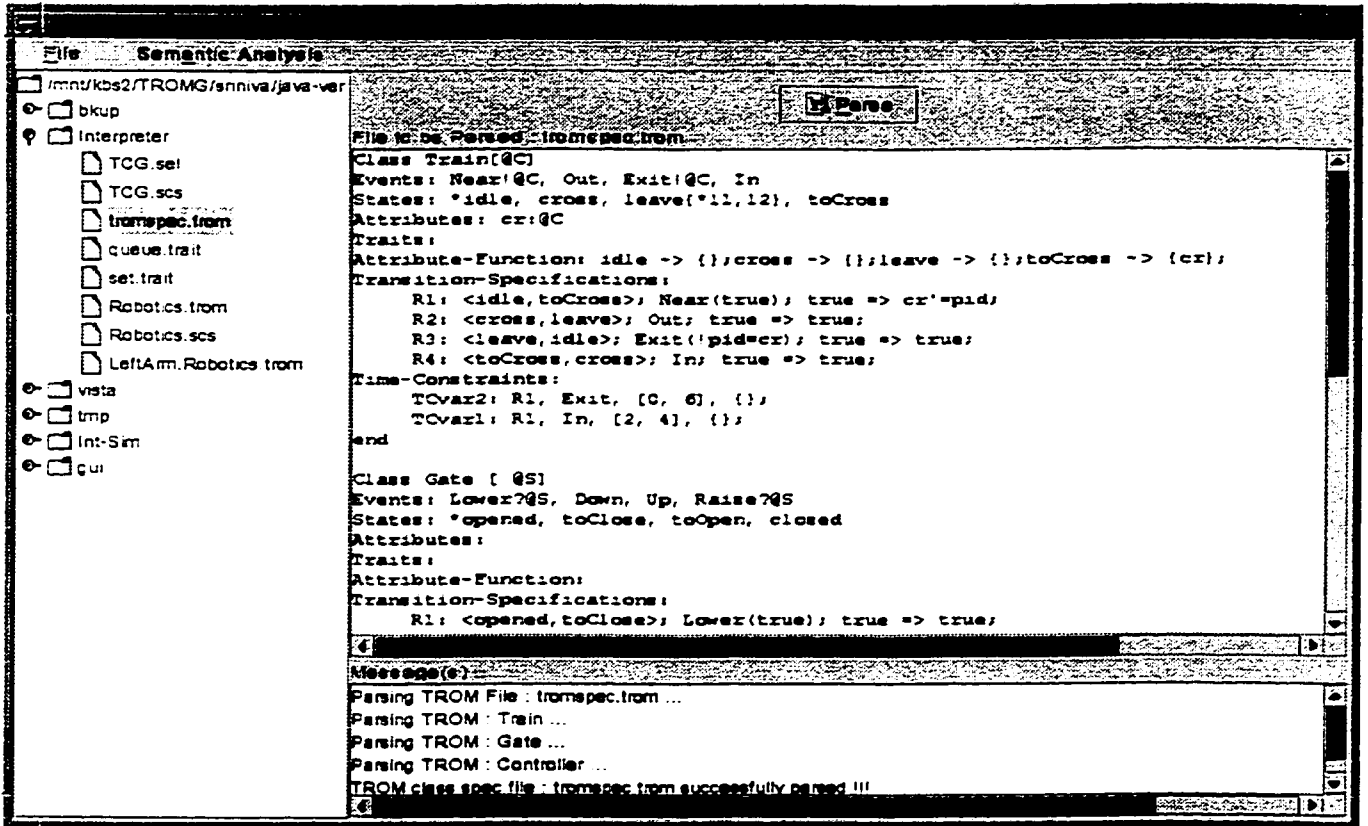 File Semantic Analysis
/mnt/kbs2/TROMG/sriniva/java-ver
bkup
Interpreter
TCG.sel
TCG.scs
tromspec.trom
queue.trait
set.trait
Robotics.trom
Robotics.scs
LeftArm.Robotics.trom
vista
tmp
Int-Sim
gui
Parse
File to be Parsed : tromspec.trom
Class Train[@C]
Events: Near!@C, Out, Exit!@C, In
States: *idle, cross, leave{*l1,l2}, toCross
Attributes: cr:@C
Traits:
Attribute-Function: idle -> {};cross -> {};leave -> {};toCross -> {cr};
Transition-Specifications:
R1: <idle,toCross>; Near(true); true => cr'=pid;
R2: <cross,leave>; Out; true => true;
R3: <leave,idle>; Exit(!pid=cr); true => true;
R4: <toCross,cross>; In; true => true;
Time-Constraints:
TCvar2: R1, Exit, [0, 6], {};
TCvar1: R1, In, [2, 4], {};
end
Class Gate [ @S]
Events: Lower?@S, Down, Up, Raise?@S
States: *opened, toClose, toOpen, closed
Attributes:
Traits:
Attribute-Function:
Transition-Specifications:
R1: <opened,toClose>; Lower(true); true => true;
Message(s)
Parsing TROM File : tromspec.trom ...
Parsing TROM : Train ...
Parsing TROM : Gate ...
Parsing TROM : Controller ...
TROM class spec file : tromspec.trom successfully parsed !!!